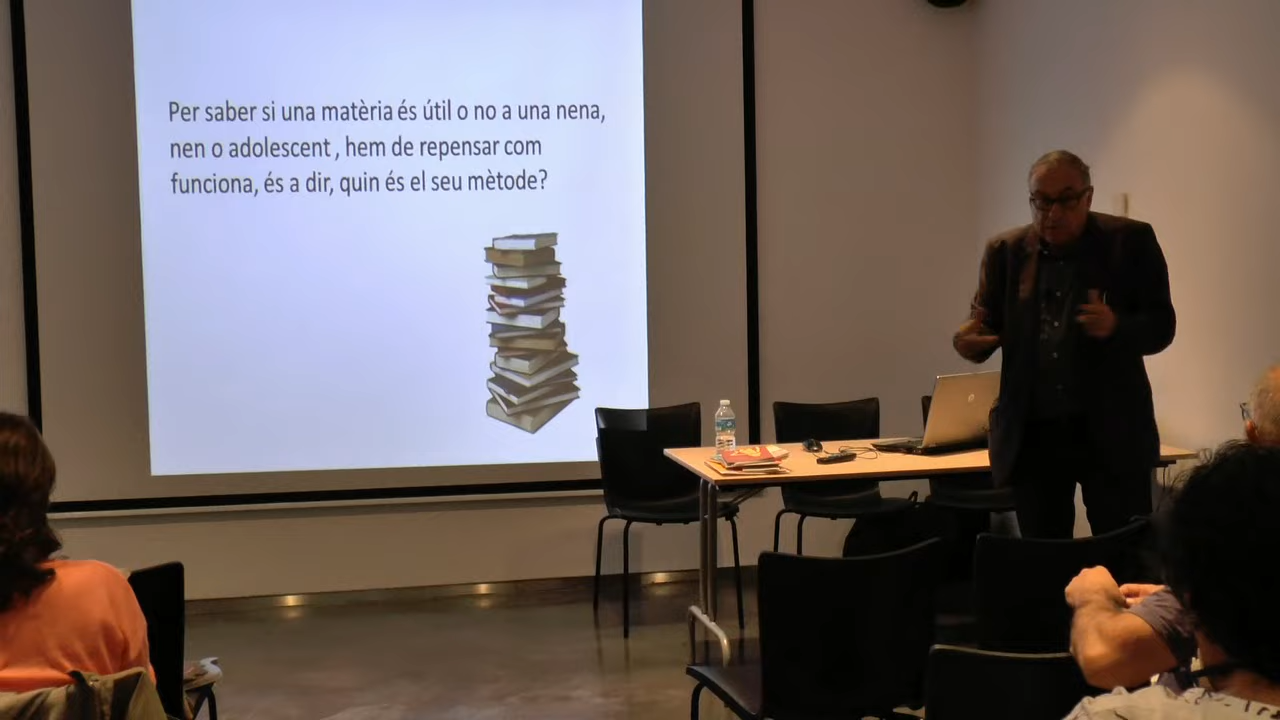 Per saber si una matèria és útil o no a una nena,
nen o adolescent , hem de repensar com
funciona, és a dir, quin és el seu mètode?